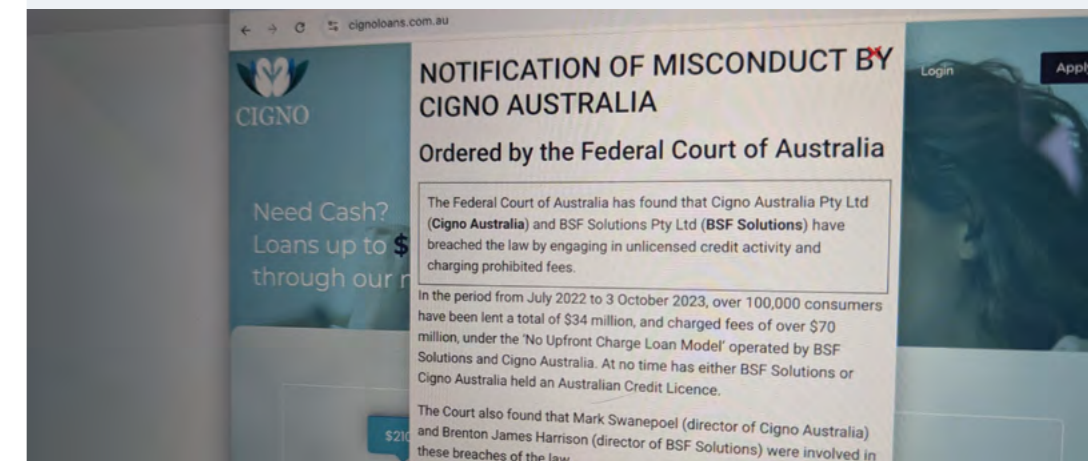 cignoloans.com.au
CIGNO
Login
Apply
Need Cash?
Loans up to $
through our
$210
NOTIFICATION OF MISCONDUCT BY
CIGNO AUSTRALIA
Ordered by the Federal Court of Australia
The Federal Court of Australia has found that Cigno Australia Pty Ltd
(Cigno Australia) and BSF Solutions Pty Ltd (BSF Solutions) have
breached the law by engaging in unlicensed credit activity and
charging prohibited fees.
In the period from July 2022 to 3 October 2023, over 100,000 consumers
have been lent a total of $34 million, and charged fees of over $70
million, under the 'No Upfront Charge Loan Model' operated by BSF
Solutions and Cigno Australia. At no time has either BSF Solutions or
Cigno Australia held an Australian Credit Licence.
The Court also found that Mark Swanepoel (director of Cigno Australia)
and Brenton James Harrison (director of BSF Solutions) were involved in
these breaches of the law